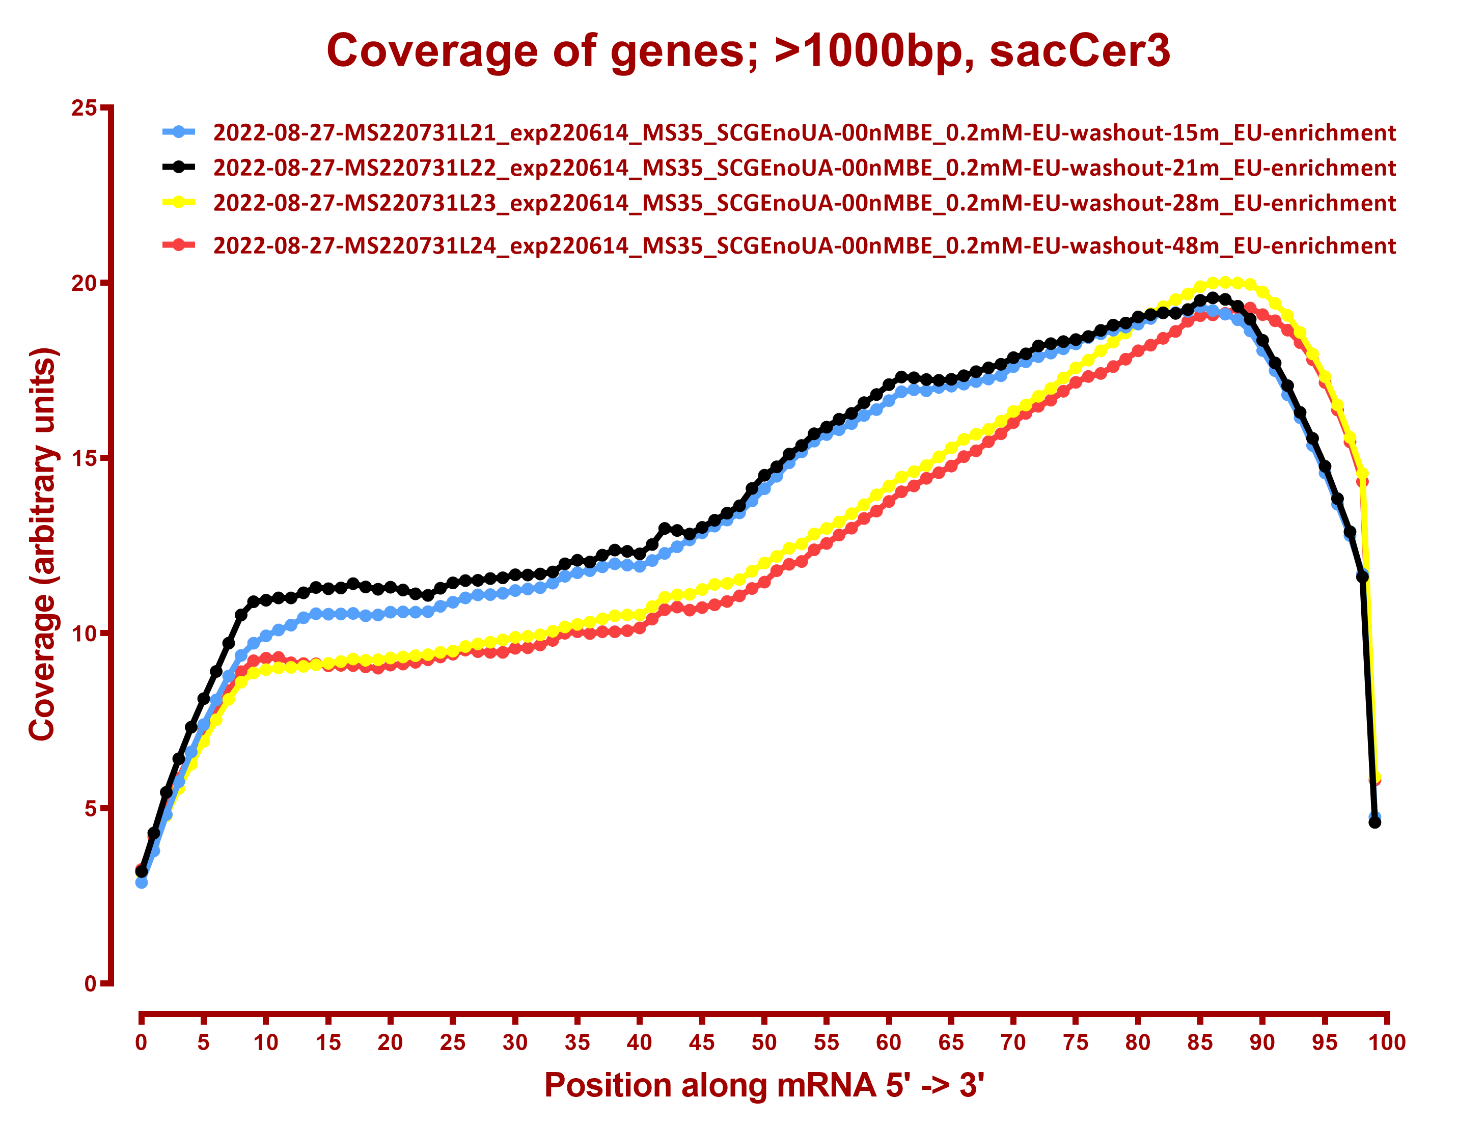 Coverage of genes; >1000bp, sacCer3
25
2022-08-27-MS220731L21_exp220614_MS35_SCGEnoUA-00nMBE_0.2mM-EU-washout-15m_EU-enrichment
2022-08-27-MS220731L22_exp220614_MS35_SCGEnoUA-00nMBE_0.2mM-EU-washout-21m_EU-enrichment
2022-08-27-MS220731L23_exp220614_MS35_SCGEnoUA-00nMBE_0.2mM-EU-washout-28m_EU-enrichment
2022-08-27-MS220731L24_exp220614_MS35_SCGEnoUA-00nMBE_0.2mM-EU-washout-48m_EU-enrichment
20
15
10
5
0
Coverage (arbitrary units)
0 5 10 15 20 25 30 35 40 45 50 55 60 65 70 75 80 85 90 95 100
Position along mRNA 5' -> 3'